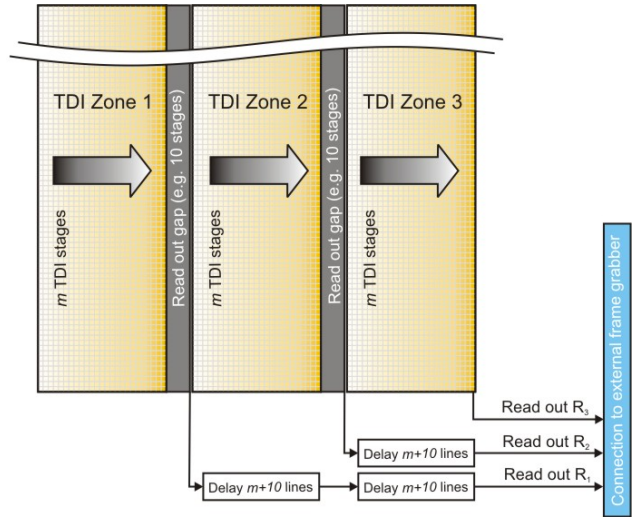 TDI Zone 1
TDI Zone 2
TDI Zone 3
m TDI stages
Read out gap (e.g. 10 stages)
m TDI stages
Read out gap (e.g. 10 stages)
m TDI stages
Connection to external frame grabber
Read out R₃
Delay m+10 lines
Read out R₂
Delay m+10 lines
Delay m+10 lines
Read out R₁